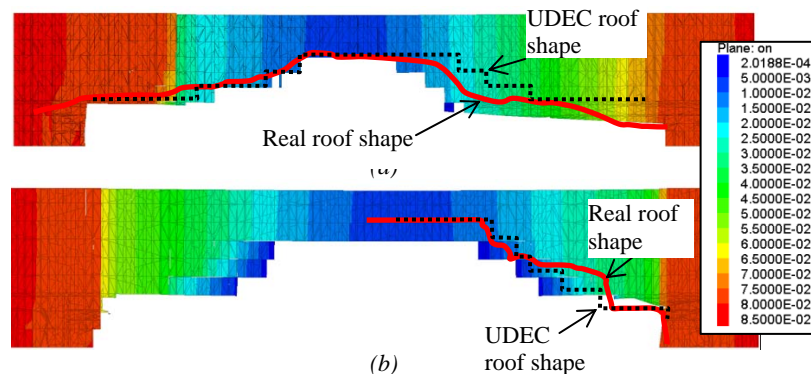 UDEC roof
shape
Real roof shape
(a)
Real roof
shape
UDEC
roof shape
(b)
Plane: on
2.0188E-04
5.0000E-03
1.0000E-02
1.5000E-02
2.0000E-02
2.5000E-02
3.0000E-02
3.5000E-02
4.0000E-02
4.5000E-02
5.0000E-02
5.5000E-02
6.0000E-02
6.5000E-02
7.0000E-02
7.5000E-02
8.0000E-02
8.5000E-02